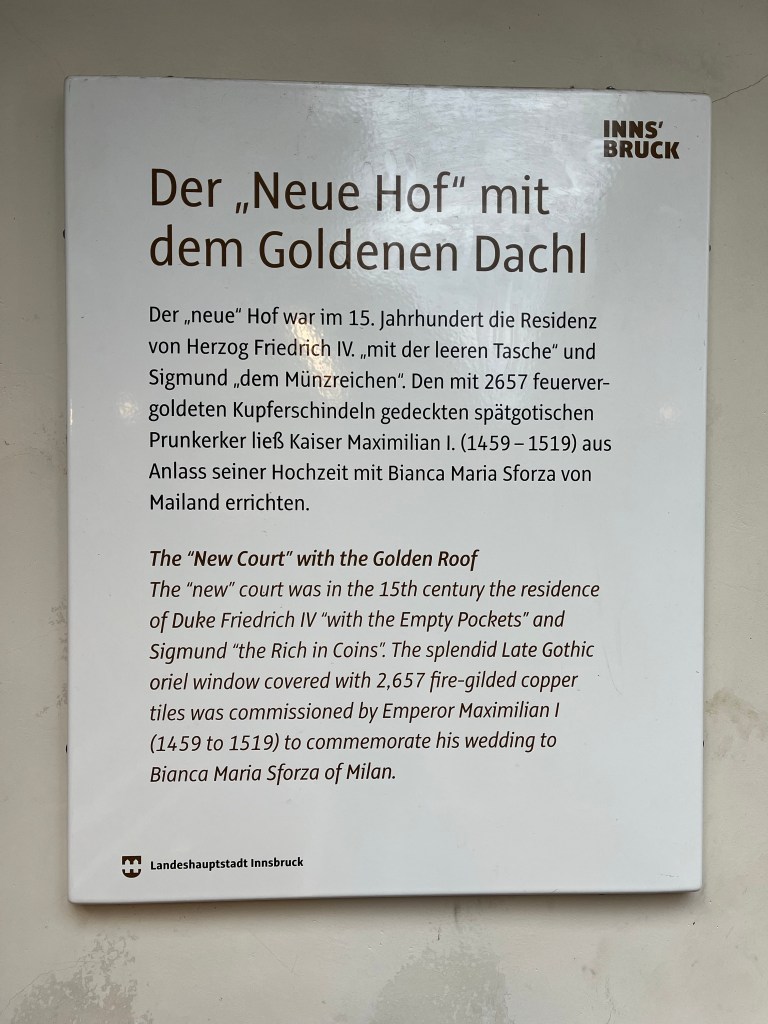 INNS'
BRUCK
Der „Neue Hof“ mit
dem Goldenen Dachl
Der „neue“ Hof war im 15. Jahrhundert die Residenz
von Herzog Friedrich IV. „mit der leeren Tasche“ und
Sigmund „dem Münzreichen“. Den mit 2657 feuerver-
goldeten Kupferschindeln gedeckten spätgotischen
Prunkerker ließ Kaiser Maximilian I. (1459 – 1519) aus
Anlass seiner Hochzeit mit Bianca Maria Sforza von
Mailand errichten.
The “New Court” with the Golden Roof
The “new” court was in the 15th century the residence
of Duke Friedrich IV “with the Empty Pockets” and
Sigmund “the Rich in Coins”. The splendid Late Gothic
oriel window covered with 2,657 fire-gilded copper
tiles was commissioned by Emperor Maximilian I
(1459 to 1519) to commemorate his wedding to
Bianca Maria Sforza of Milan.
Landeshauptstadt Innsbruck